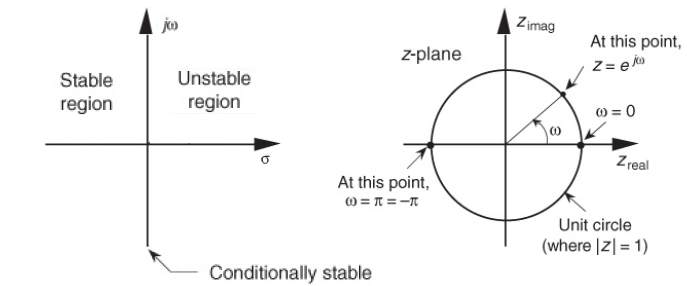 jω
Stable
region
Unstable
region
σ
Conditionally stable
z-plane
Zimag
At this point,
z = e^jω
ω = 0
ω
Zreal
At this point,
ω = π = –π
Unit circle
(where |z| = 1)